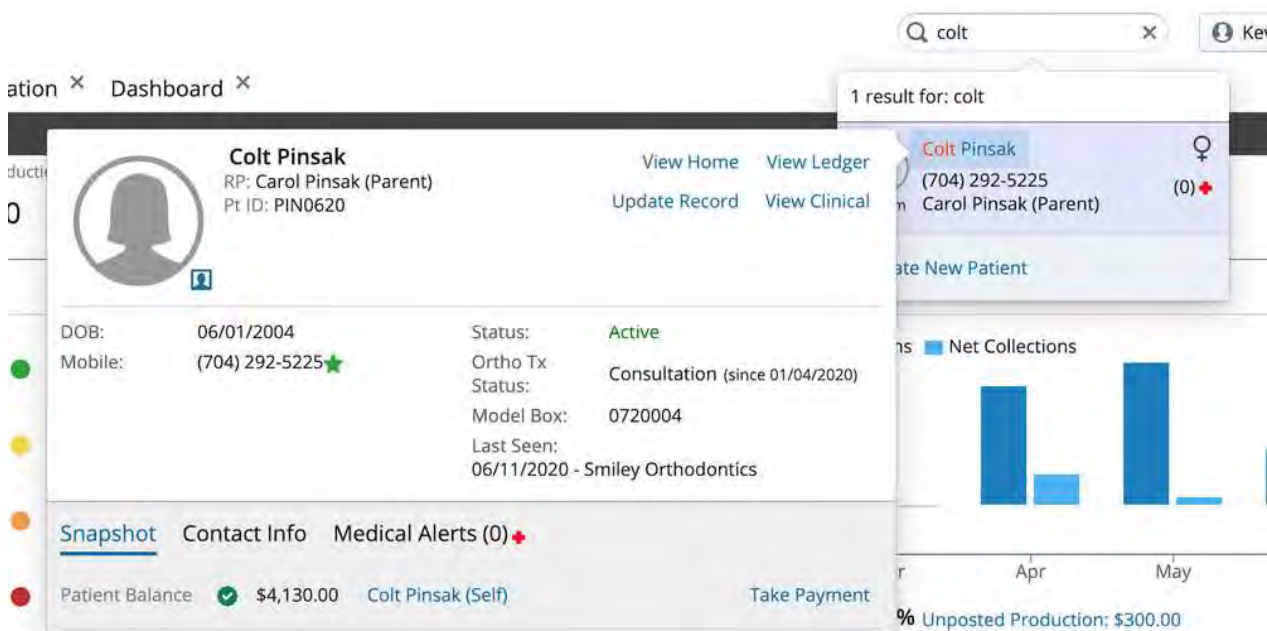 colt
Kev
ation Dashboard
1 result for: colt
Colt Pinsak
RP: Carol Pinsak (Parent)
Pt ID: PIN0620
View Home View Ledger
Update Record View Clinical
Colt Pinsak
(704) 292-5225
(0)
Carol Pinsak (Parent)
ate New Patient
ductio
0
DOB: 06/01/2004
Mobile: (704) 292-5225
Status: Active
Ortho Tx
Status: Consultation (since 01/04/2020)
Model Box: 0720004
Last Seen:
06/11/2020 - Smiley Orthodontics
ns Net Collections
Snapshot Contact Info Medical Alerts (0)
Patient Balance $4,130.00 Colt Pinsak (Self) Take Payment
r Apr May
% Unposted Production: $300.00